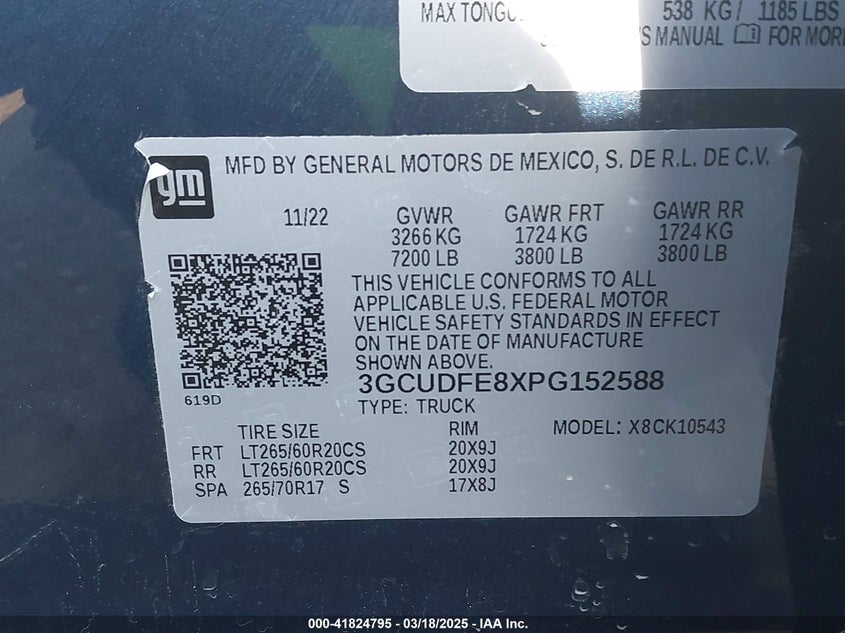 MAX TONGU
538 KG / 1185 LBS
'S MANUAL FOR MOR
gm
MFD BY GENERAL MOTORS DE MEXICO, S. DE R.L. DE C.V.
11/22 GVWR GAWR FRT GAWR RR
3266 KG 1724 KG 1724 KG
7200 LB 3800 LB 3800 LB
THIS VEHICLE CONFORMS TO ALL
APPLICABLE U.S. FEDERAL MOTOR
VEHICLE SAFETY STANDARDS IN EFFECT
ON THE DATE OF MANUFACTURE
SHOWN ABOVE.
3GCUDFE8XPG152588
619D
TYPE: TRUCK
TIRE SIZE RIM MODEL: X8CK10543
FRT LT265/60R20CS 20X9J
RR LT265/60R20CS 20X9J
SPA 265/70R17 S 17X8J
000-41824795 — 03/18/2025 - IAA Inc.